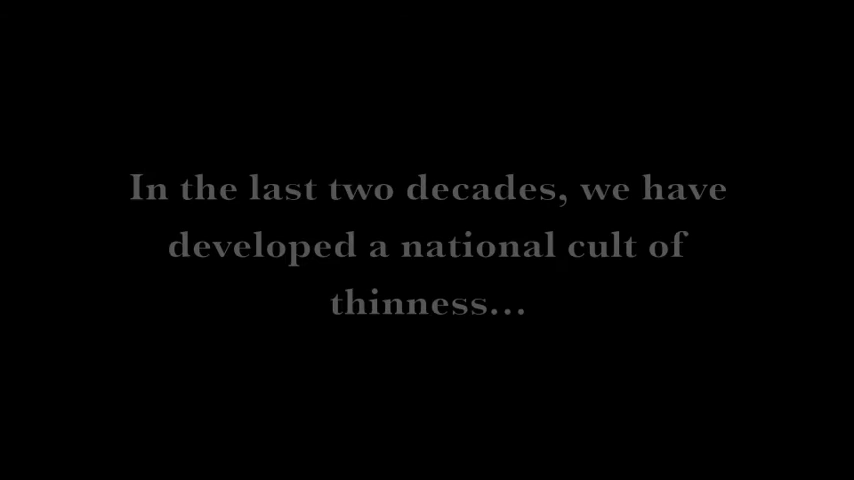 In the last two decades, we have
developed a national cult of
thinness...